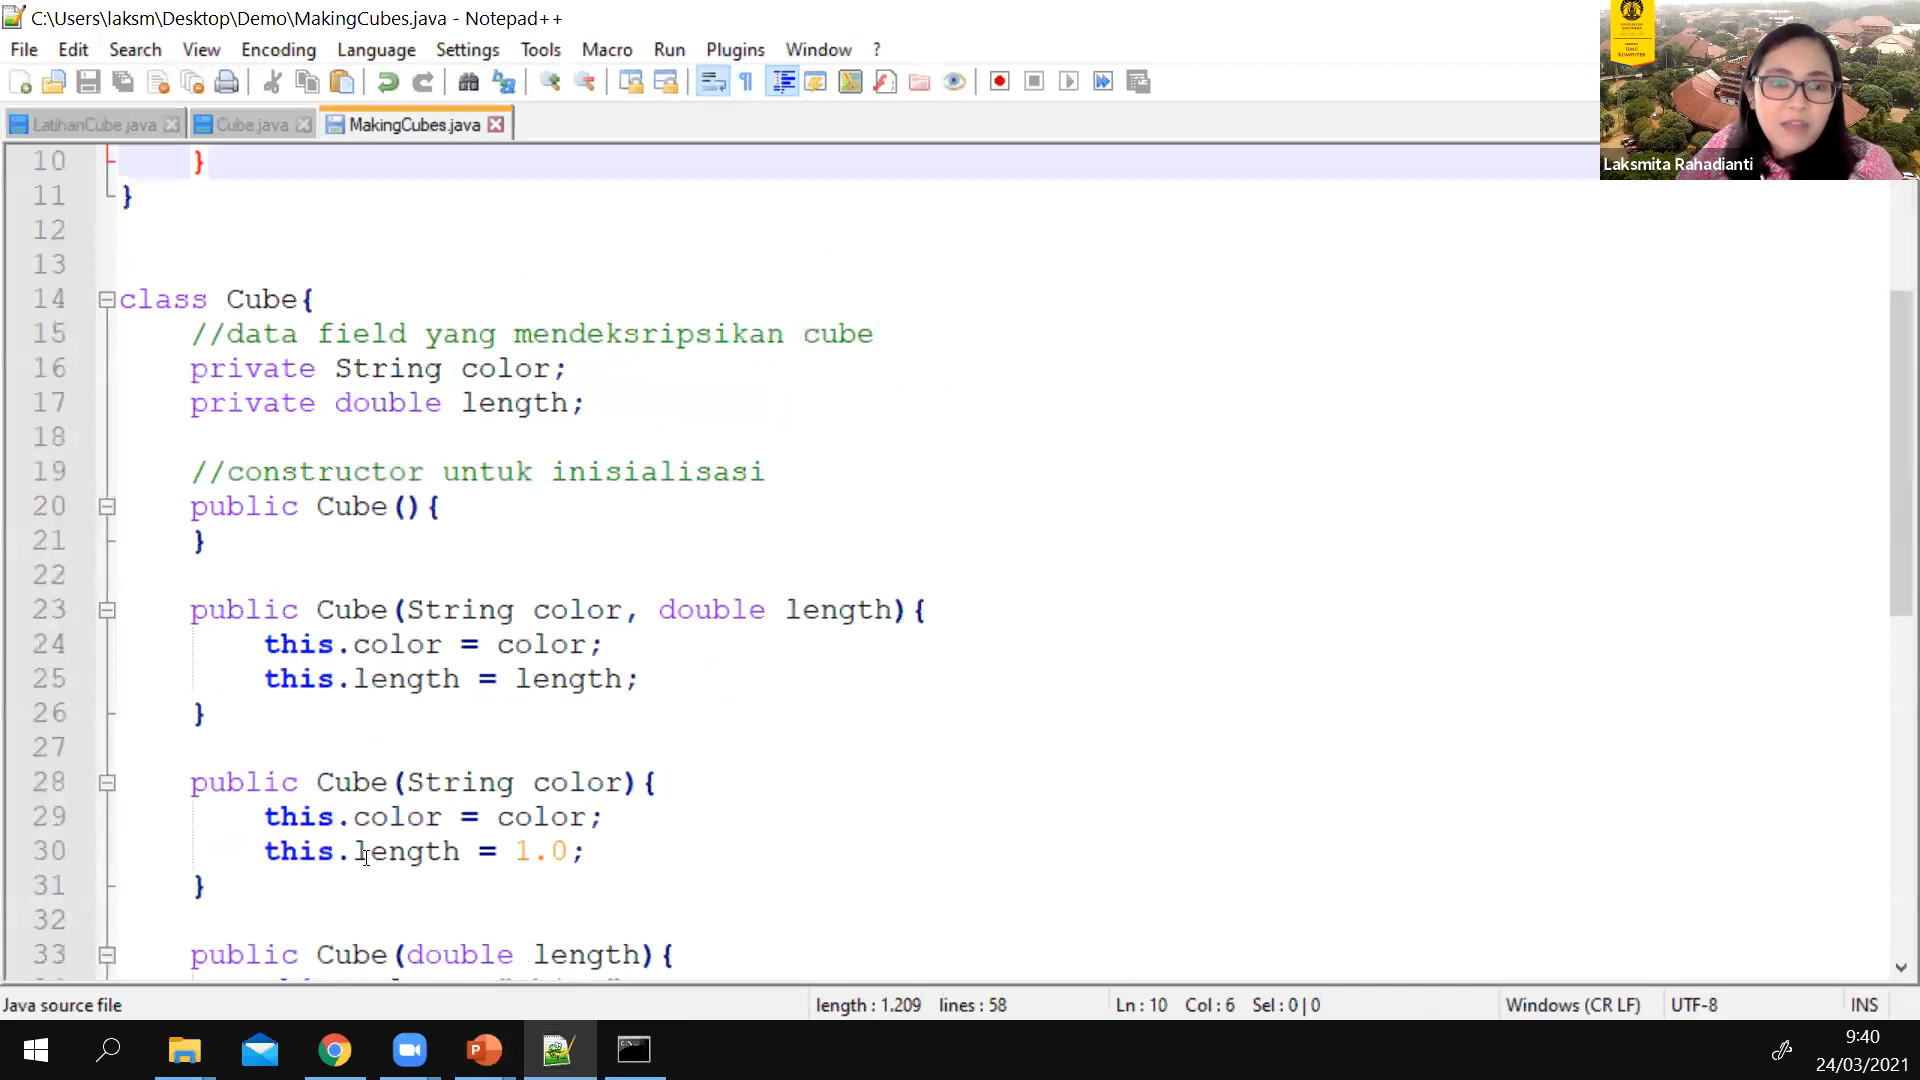 C:\Users\laksm\Desktop\Demo\MakingCubes.java - Notepad++
File Edit Search View Encoding Language Settings Tools Macro Run Plugins Window ?
LatihanCube.java Cube.java MakingCubes.java
Laksmita Rahadianti
10 }
11 }
12
13
14 class Cube{
15 //data field yang mendeksripsikan cube
16 private String color;
17 private double length;
18
19 //constructor untuk inisialisasi
20 public Cube(){
21 }
22
23 public Cube(String color, double length){
24 this.color = color;
25 this.length = length;
26 }
27
28 public Cube(String color){
29 this.color = color;
30 this.length = 1.0;
31 }
32
33 public Cube(double length){
Java source file length : 1.209 lines : 58 Ln : 10 Col : 6 Sel : 0 | 0 Windows (CR LF) UTF-8 INS
9:40
24/03/2021